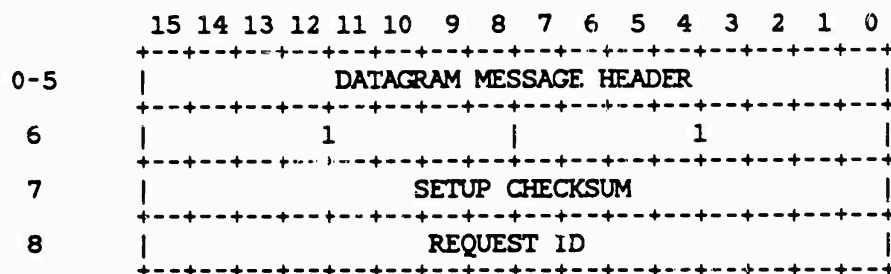 15 14 13 12 11 10 9 8 7 6 5 4 3 2 1 0
+--+--+--+--+--+--+--+--+--+--+--+--+--+--+--+--+
0-5 | DATAGRAM MESSAGE HEADER |
+--+--+--+--+--+--+--+--+--+--+--+--+--+--+--+--+
6 | 1 | 1 |
+--+--+--+--+--+--+--+--+--+--+--+--+--+--+--+--+
7 | SETUP CHECKSUM |
+--+--+--+--+--+--+--+--+--+--+--+--+--+--+--+--+
8 | REQUEST ID |
+--+--+--+--+--+--+--+--+--+--+--+--+--+--+--+--+